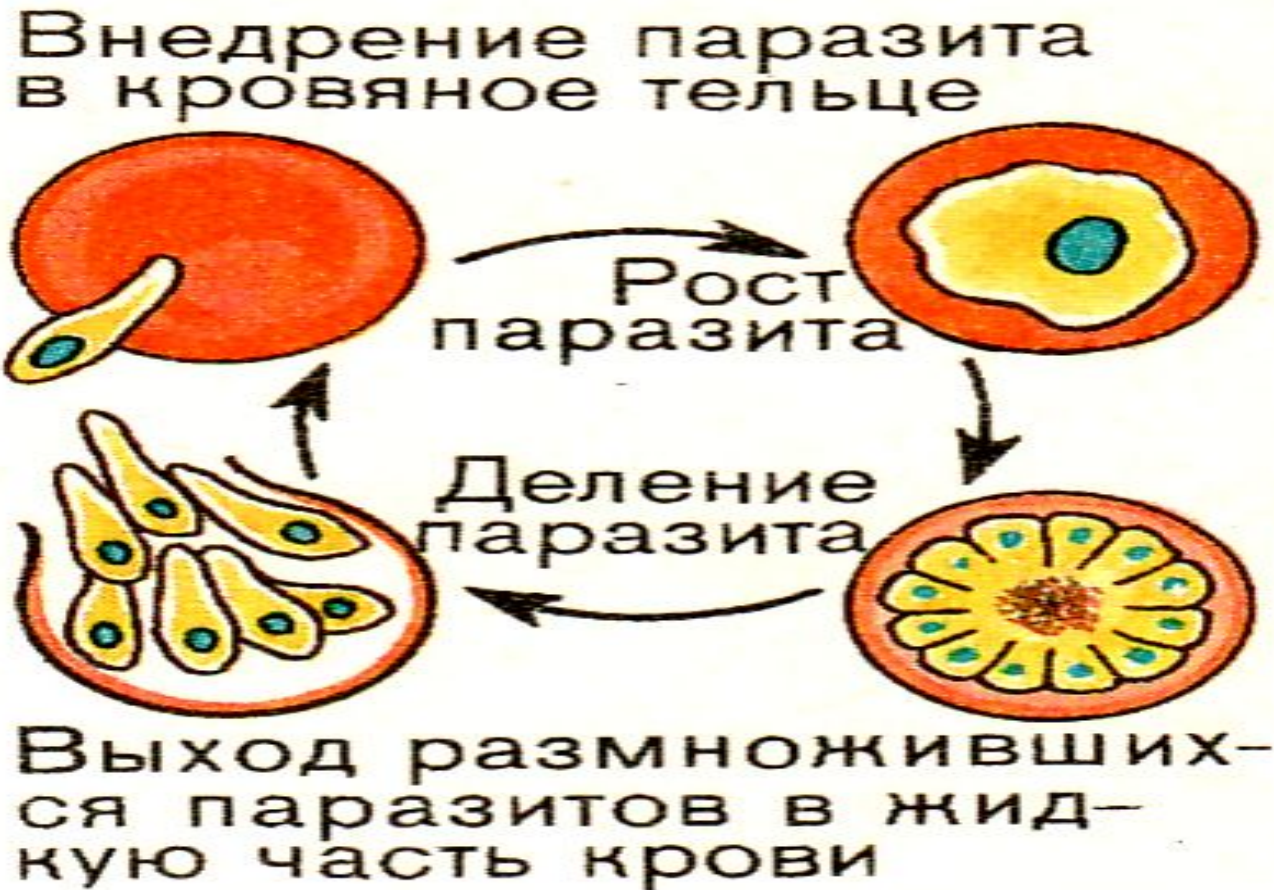 Внедрение паразита
в кровяное тельце
Рост
паразита
Деление
паразита
Выход размноживших-
ся паразитов в жид-
кую часть крови